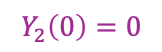 Y₂(0) = 0